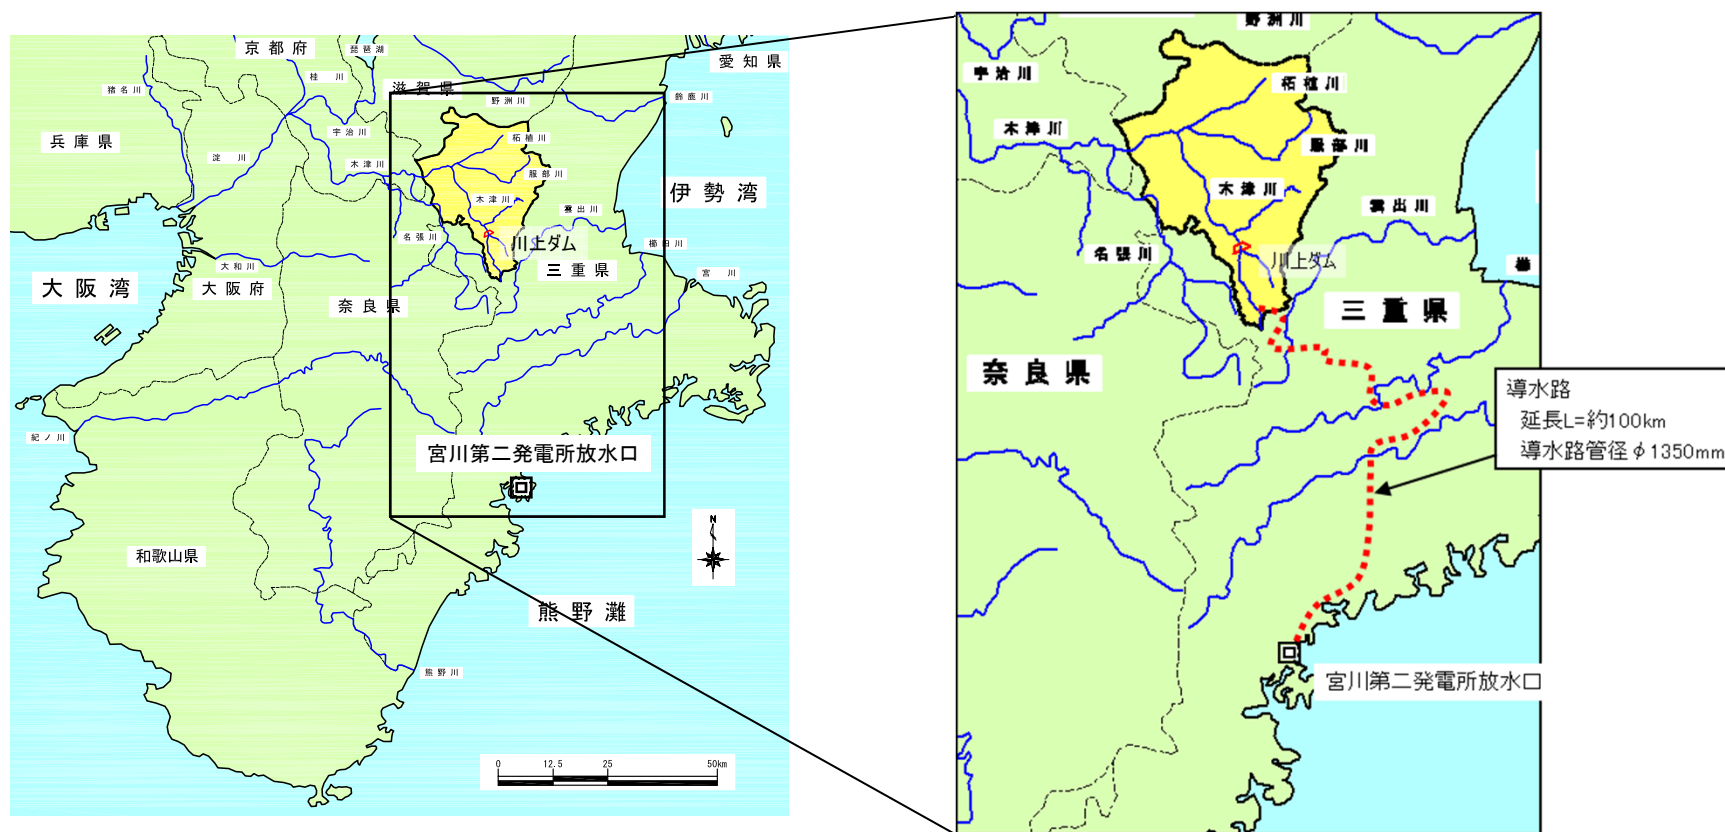 京都府
琵琶湖
愛知県
桂川
滋賀県
猪名川
野洲川
鈴鹿川
宇治川
兵庫県
柘植川
淀川
木津川
服部川
伊勢湾
木津川
雲出川
名張川
川上ダム
櫛田川
大和川
三重県
宮川
大阪湾
大阪府
奈良県
紀ノ川
宮川第二発電所放水口
N
和歌山県
熊野灘
熊野川
0 12.5 25 50km
野洲川
宇治川
柘植川
木津川
服部川
木津川
雲出川
名張川
川上ダム
櫛
三重県
奈良県
導水路
延長L=約100km
導水路管径φ1350mm
宮川第二発電所放水口